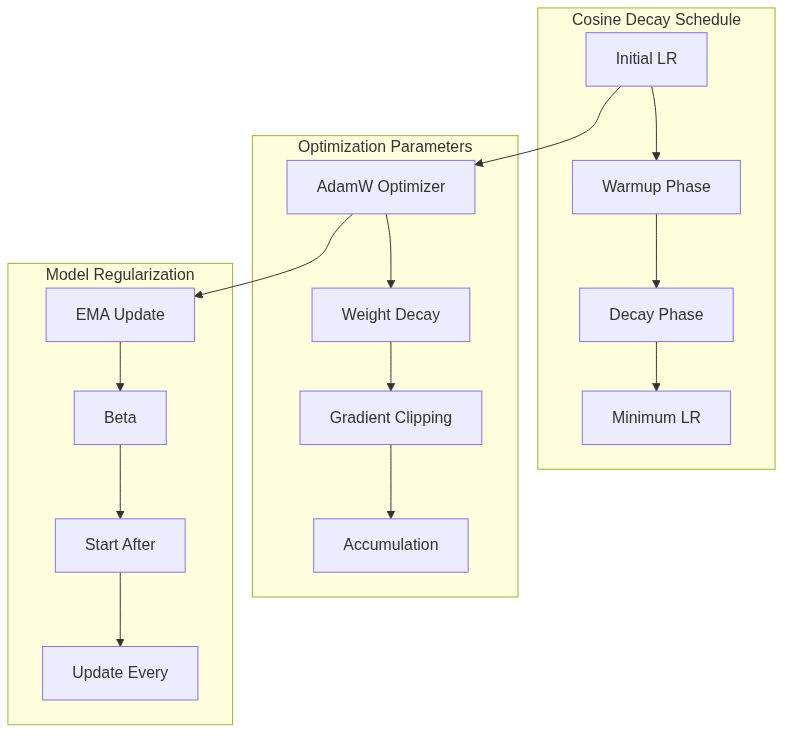 Cosine Decay Schedule
Initial LR
Warmup Phase
Decay Phase
Minimum LR
Optimization Parameters
AdamW Optimizer
Weight Decay
Gradient Clipping
Accumulation
Model Regularization
EMA Update
Beta
Start After
Update Every